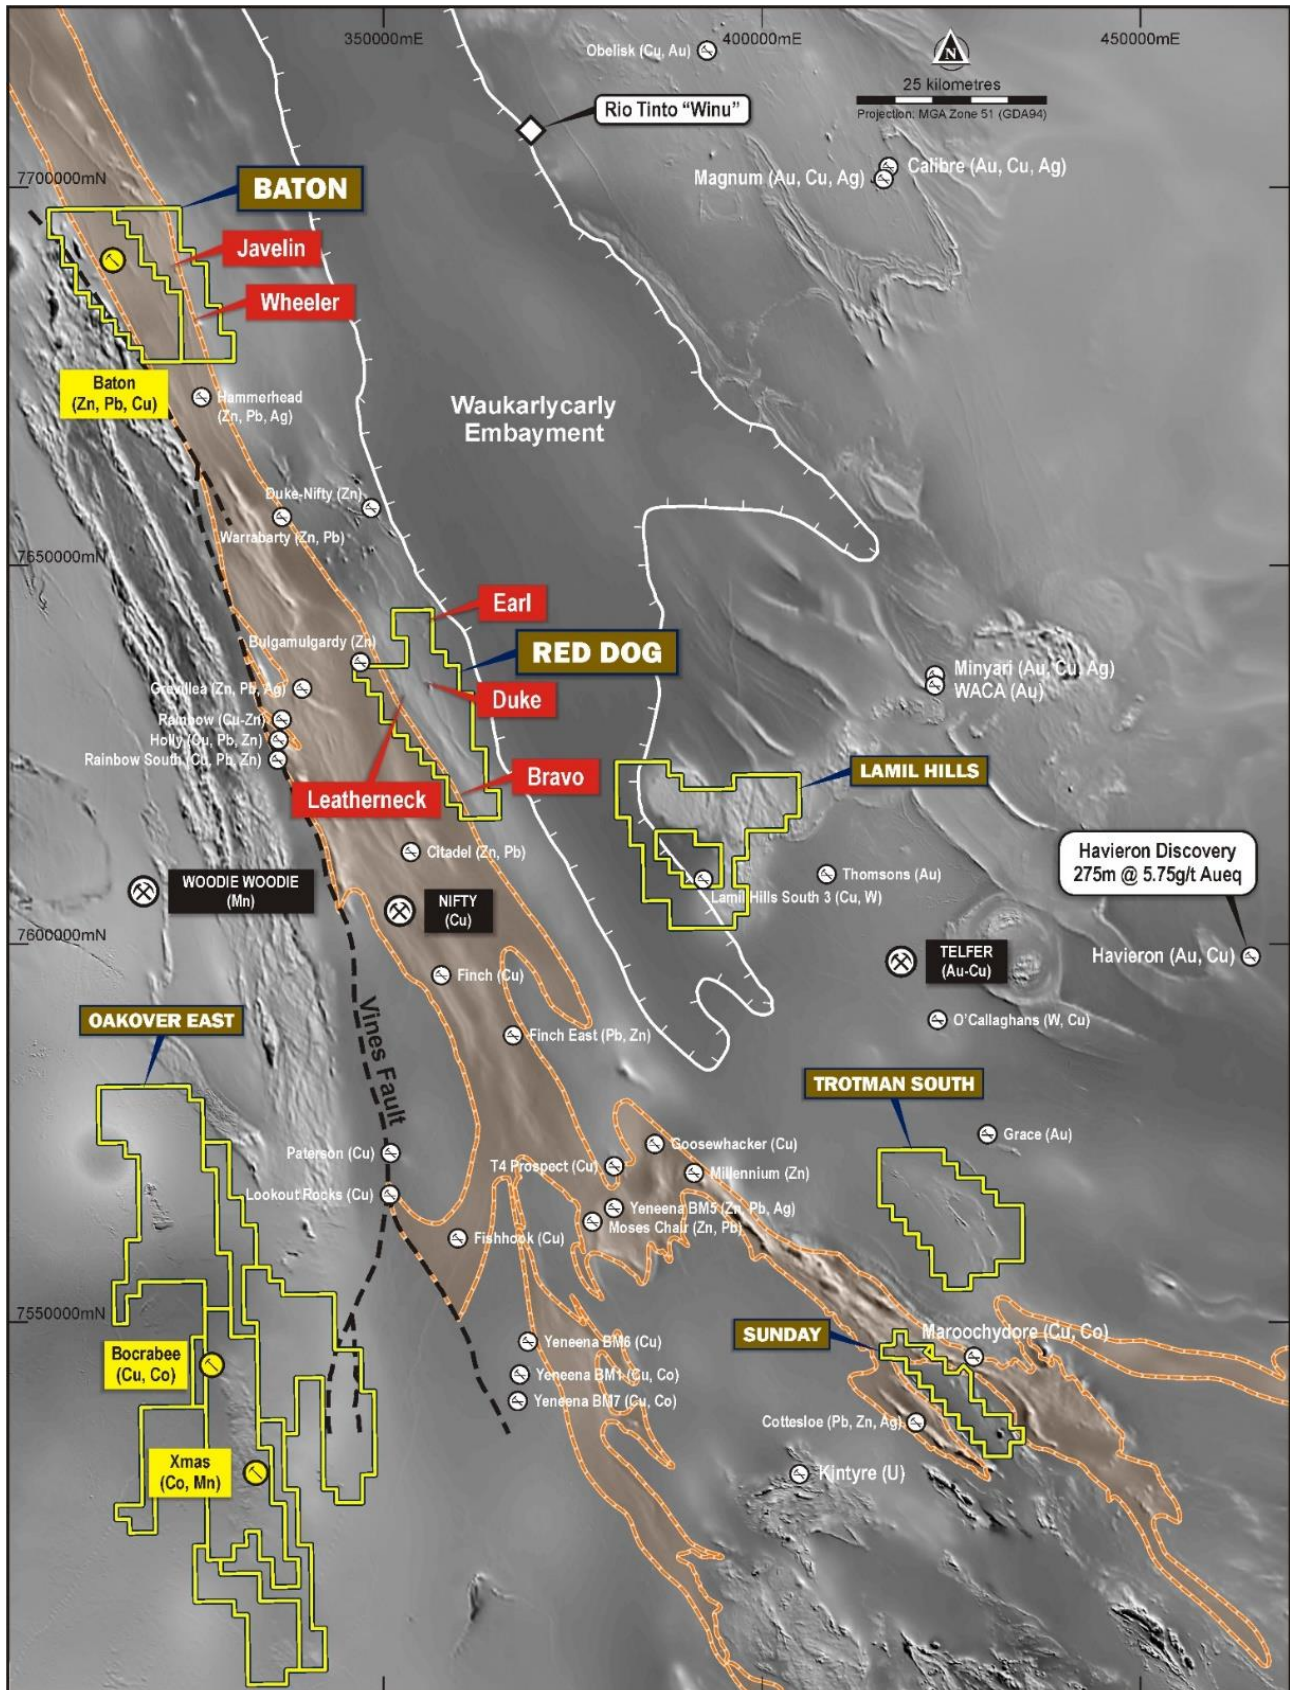 350000mE
400000mE
450000mE
Obelisk (Cu, Au)
N
25 kilometres
Projection: MGA Zone 51 (GDA94)
Rio Tinto “Winu”
Calibre (Au, Cu, Ag)
Magnum (Au, Cu, Ag)
7700000mN
BATON
Javelin
Wheeler
Baton
(Zn, Pb, Cu)
Hammerhead
(Zn, Pb, Ag)
Waukarlycarly
Embayment
Duke-Nifty (Zn)
Warrabarty (Zn, Pb)
7650000mN
Earl
Bulgamulgardy (Zn)
RED DOG
Minyari (Au, Cu, Ag)
WACA (Au)
Grevillea (Zn, Pb, Ag)
Duke
Rainbow (Cu-Zn)
Holly (Cu, Pb, Zn)
Rainbow South (Cu, Pb, Zn)
Bravo
LAMIL HILLS
Leatherneck
Citadel (Zn, Pb)
Havieron Discovery
275m @ 5.75g/t Aueq
WOODIE WOODIE
(Mn)
Thomsons (Au)
Lamil Hills South 3 (Cu, W)
NIFTY
(Cu)
7600000mN
TELFER
(Au-Cu)
Havieron (Au, Cu)
Finch (Cu)
Vines Fault
OAKOVER EAST
O'Callaghans (W, Cu)
Finch East (Pb, Zn)
TROTMAN SOUTH
Grace (Au)
Goosewhacker (Cu)
Paterson (Cu)
T4 Prospect (Cu)
Millennium (Zn)
Lookout Rocks (Cu)
Yeneena BM5 (Zn, Pb, Ag)
Moses Chair (Zn, Pb)
Fishhook (Cu)
7550000mN
SUNDAY
Maroochydore (Cu, Co)
Yeneena BM6 (Cu)
Bocrabee
(Cu, Co)
Yeneena BM1 (Cu, Co)
Yeneena BM7 (Cu, Co)
Cottesloe (Pb, Zn, Ag)
Xmas
(Co, Mn)
Kintyre (U)